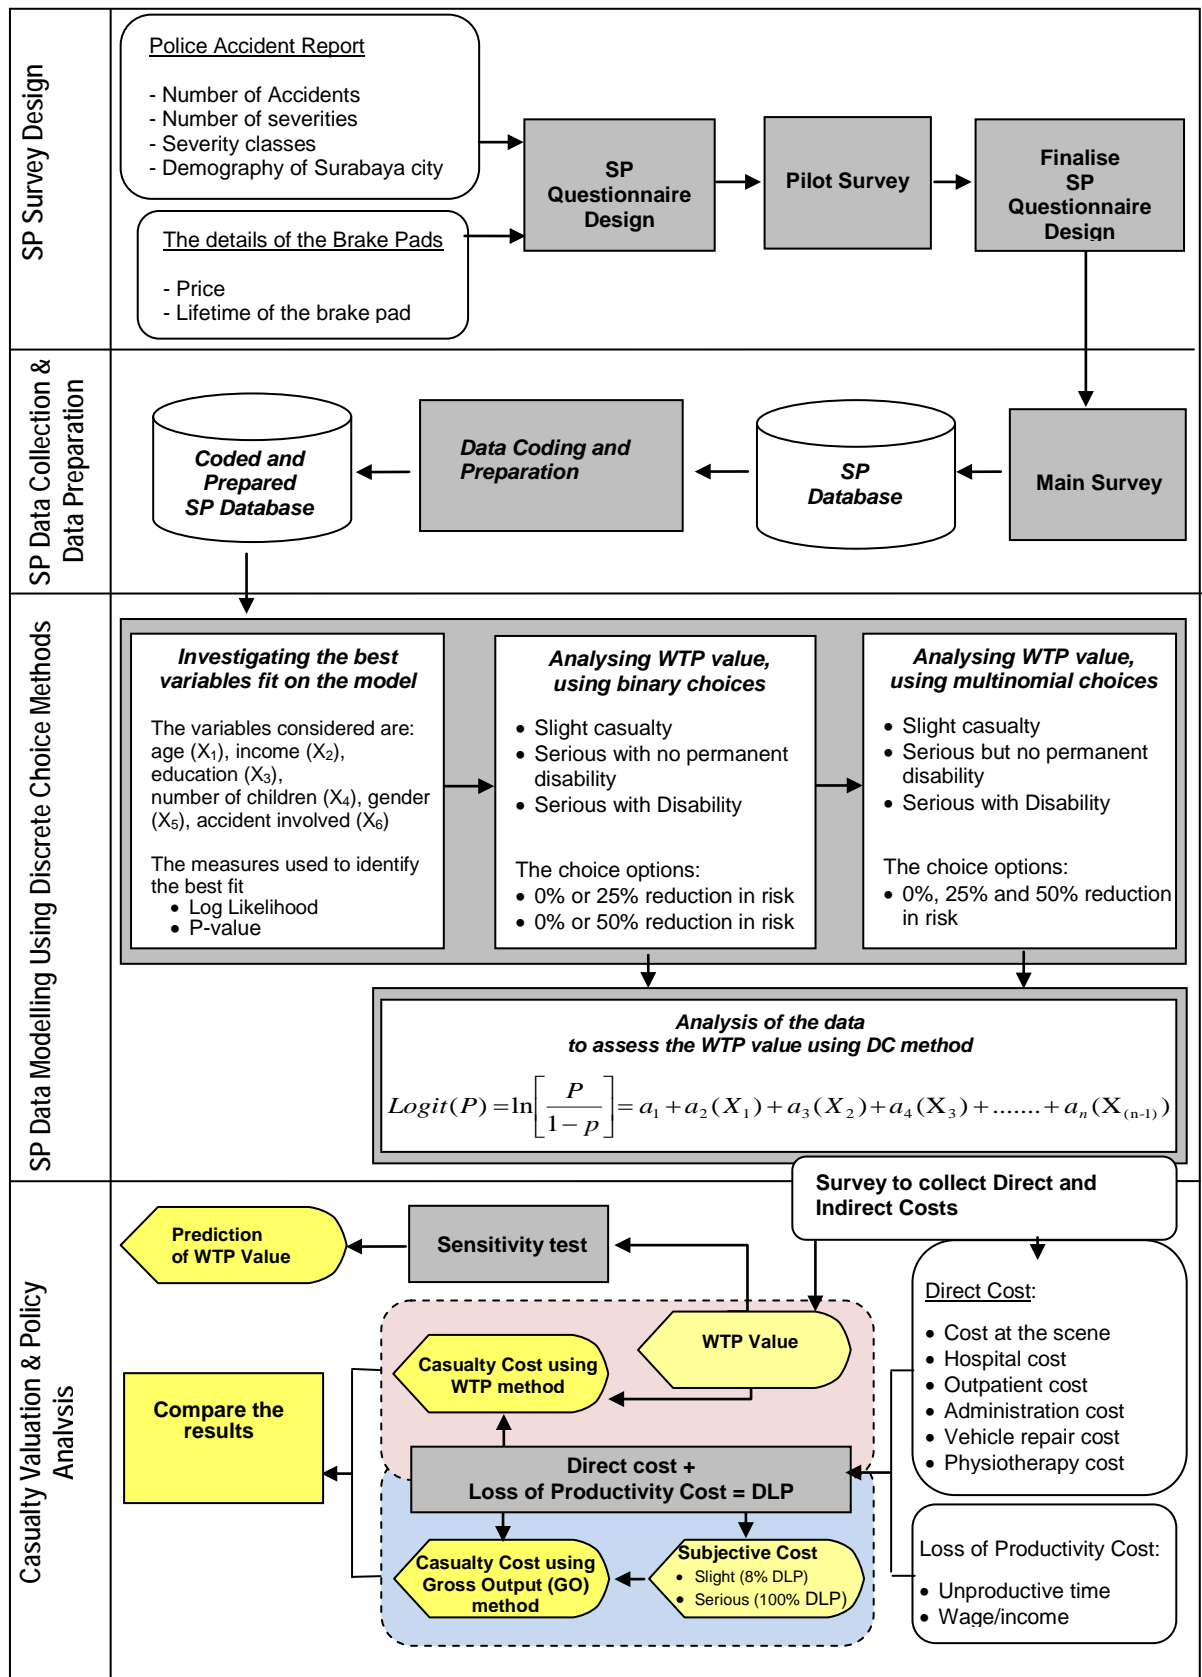 SP Survey Design
Police Accident Report
- Number of Accidents
- Number of severities
- Severity classes
- Demography of Surabaya city
The details of the Brake Pads
- Price
- Lifetime of the brake pad
SP
Questionnaire
Design
Pilot Survey
Finalise
SP
Questionnaire
Design
SP Data Collection &
Data Preparation
Coded and
Prepared
SP Database
Data Coding and
Preparation
SP
Database
Main Survey
SP Data Modelling Using Discrete Choice Methods
Investigating the best
variables fit on the model
The variables considered are:
age (X1), income (X2),
education (X3),
number of children (X4), gender
(X5), accident involved (X6)
The measures used to identify
the best fit
• Log Likelihood
• P-value
Analysing WTP value,
using binary choices
• Slight casualty
• Serious with no permanent
disability
• Serious with Disability
The choice options:
• 0% or 25% reduction in risk
• 0% or 50% reduction in risk
Analysing WTP value,
using multinomial choices
• Slight casualty
• Serious but no permanent
disability
• Serious with Disability
The choice options:
• 0%, 25% and 50% reduction
in risk
Analysis of the data
to assess the WTP value using DC method
Logit(P) = ln[P / 1 − p] = a1 + a2(X1) + a3(X2) + a4(X3) + ....... + an(X(n-1))
Casualty Valuation & Policy
Analysis
Survey to collect Direct and
Indirect Costs
Prediction
of WTP Value
Sensitivity test
WTP Value
Casualty Cost using
WTP method
Compare the
results
Direct cost +
Loss of Productivity Cost = DLP
Casualty Cost using
Gross Output (GO)
method
Subjective Cost
• Slight (8% DLP)
• Serious (100% DLP)
Direct Cost:
• Cost at the scene
• Hospital cost
• Outpatient cost
• Administration cost
• Vehicle repair cost
• Physiotherapy cost
Loss of Productivity Cost:
• Unproductive time
• Wage/income